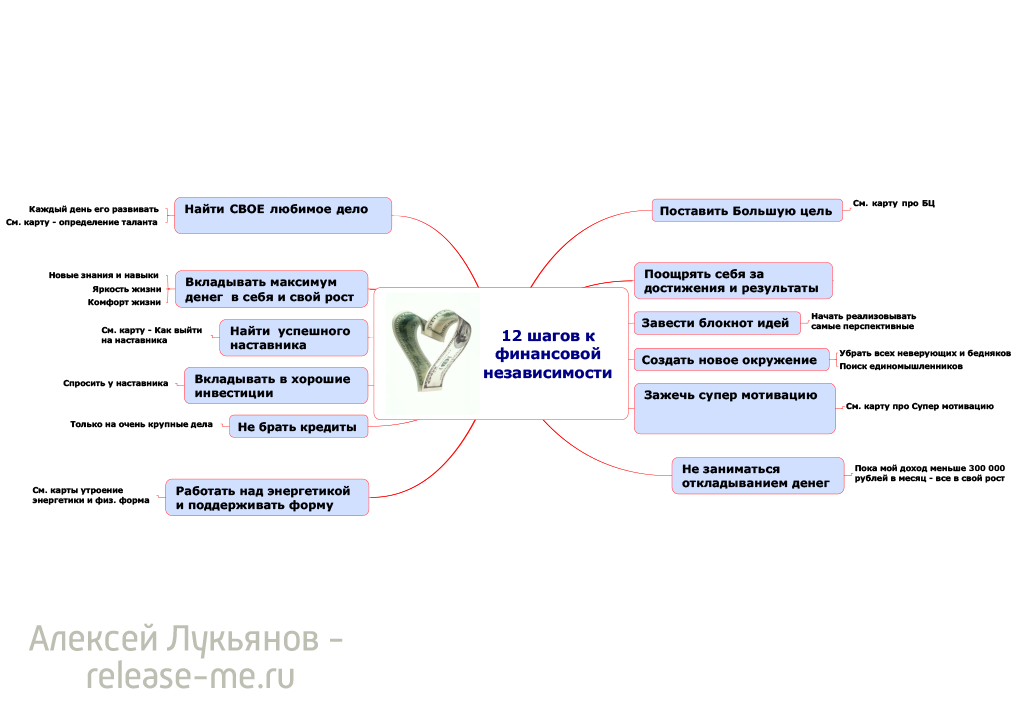 12 шагов к
финансовой
независимости
Поставить Большую цель
См. карту про БЦ
Поощрять себя за
достижения и результаты
Завести блокнот идей
Начать реализовывать
самые перспективные
Создать новое окружение
Убрать всех неверующих и бедняков
Поиск единомышленников
Зажечь супер мотивацию
См. карту про Супер мотивацию
Не заниматься
откладыванием денег
Пока мой доход меньше 300 000
рублей в месяц - все в свой рост
Найти СВОЕ любимое дело
Каждый день его развивать
См. карту - определение таланта
Вкладывать максимум
денег в себя и свой рост
Новые знания и навыки
Яркость жизни
Комфорт жизни
Найти успешного
наставника
См. карту - Как выйти
на наставника
Вкладывать в хорошие
инвестиции
Спросить у наставника
Не брать кредиты
Только на очень крупные дела
Работать над энергетикой
и поддерживать форму
См. карты утроение
энергетики и физ. форма
Алексей Лукьянов -
release-me.ru